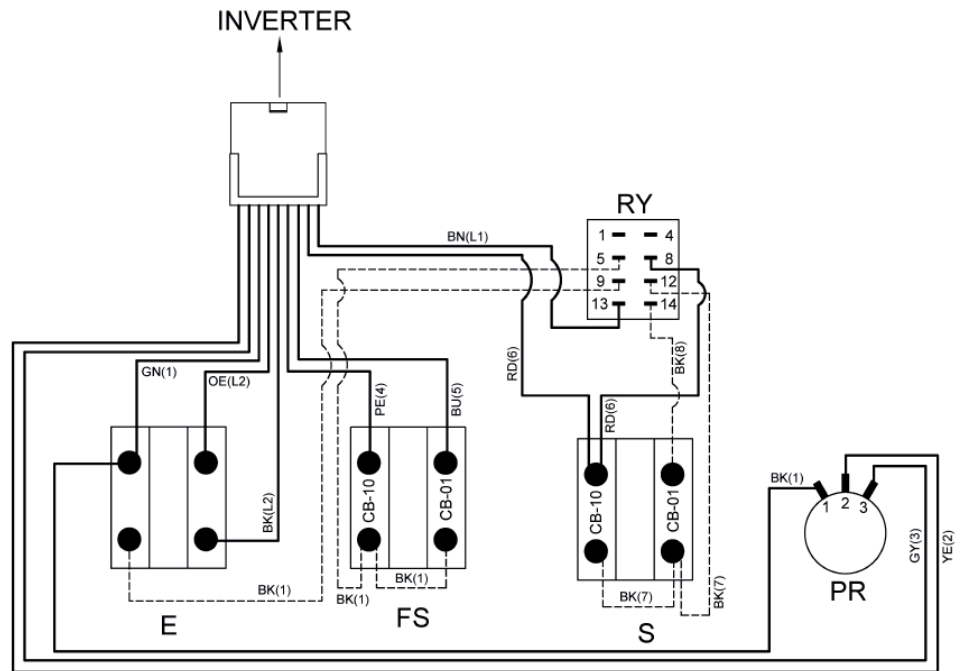 INVERTER
RY
1 4
5 8
9 12
13 14
BN(L1)
GN(1)
OE(L2)
BK(L2)
PE(4)
BU(5)
RD(6)
RD(6)
BK(8)
CB-10
CB-01
CB-10
CB-01
BK(1)
BK(1)
BK(1)
BK(7)
BK(7)
BK(1)
1 2 3
GY(3)
YE(2)
E
FS
S
PR